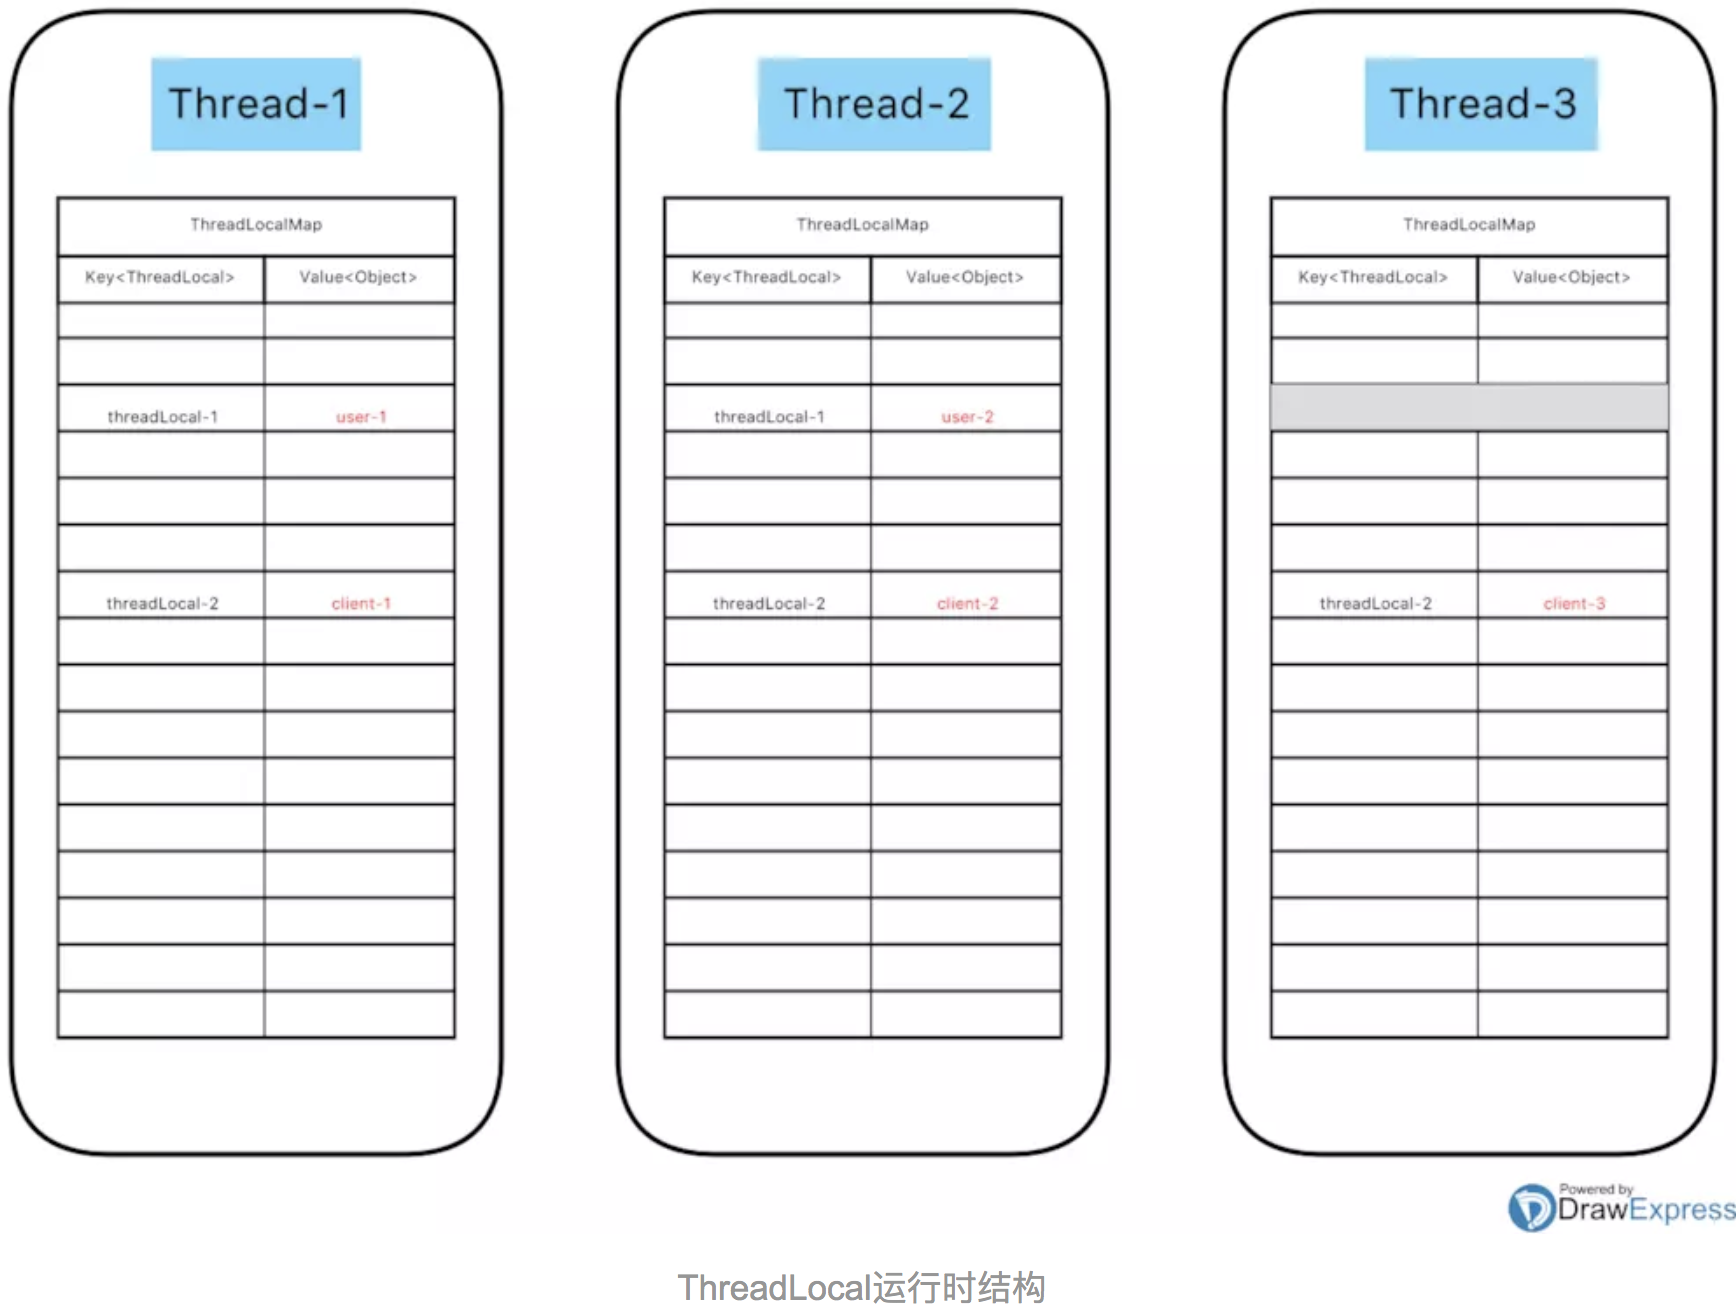 Thread-1
ThreadLocalMap
Key<ThreadLocal> Value<Object>
threadLocal-1 user-1
threadLocal-2 client-1
Thread-2
ThreadLocalMap
Key<ThreadLocal> Value<Object>
threadLocal-1 user-2
threadLocal-2 client-2
Thread-3
ThreadLocalMap
Key<ThreadLocal> Value<Object>
threadLocal-2 client-3
Powered by
DrawExpress
ThreadLocal运行时结构